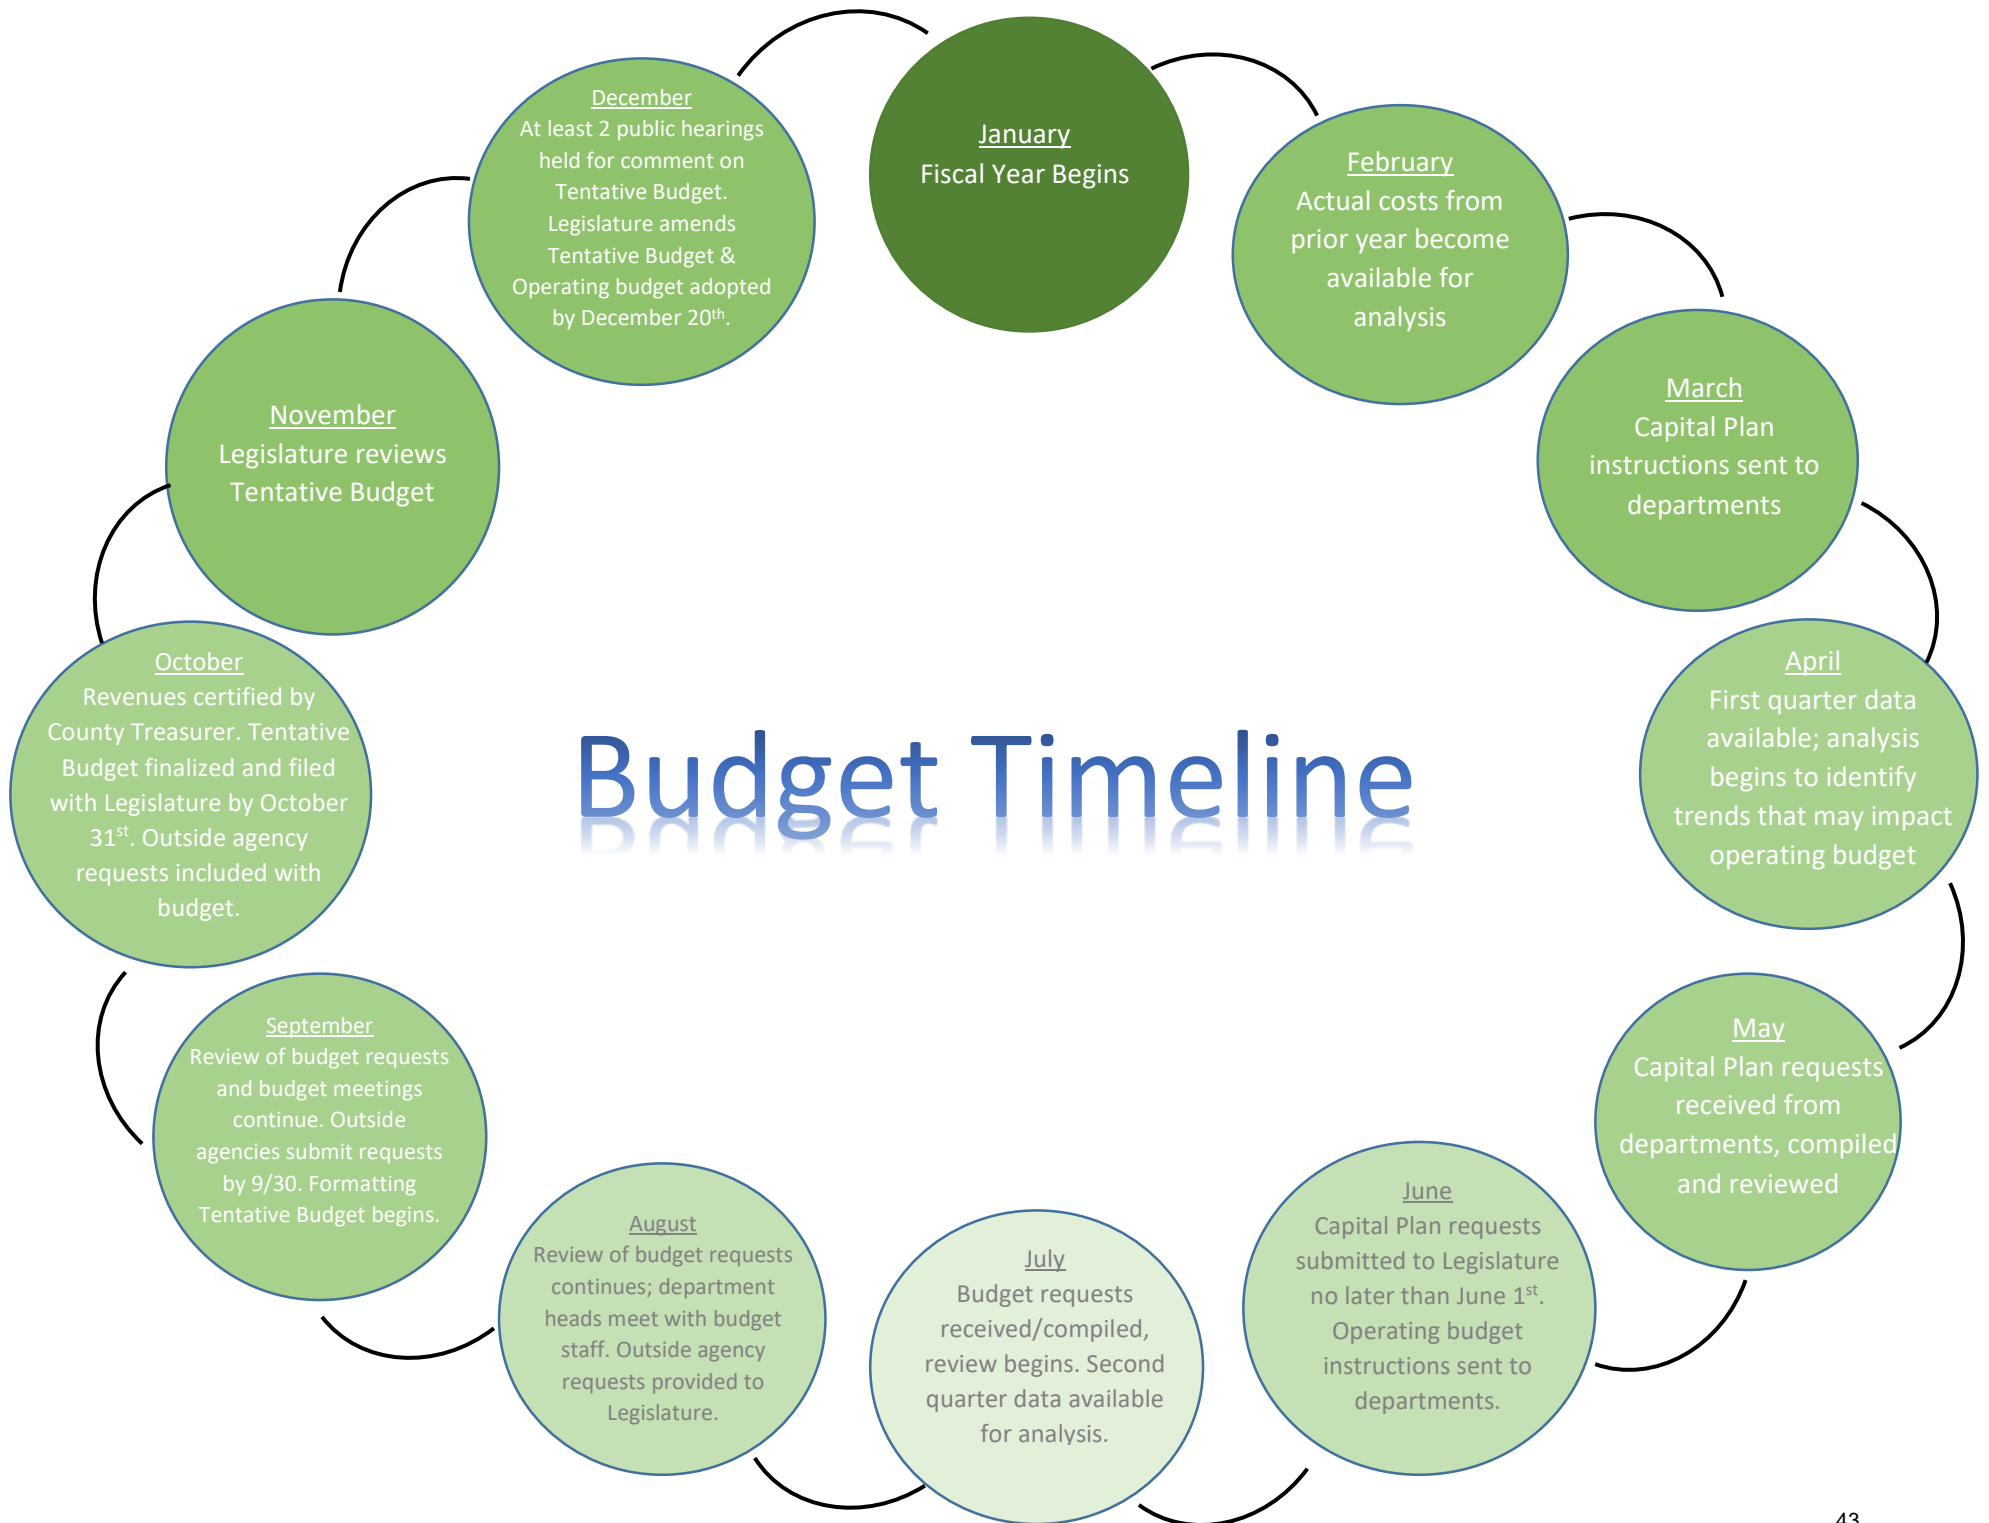 January
Fiscal Year Begins
February
Actual costs from
prior year become
available for
analysis
March
Capital Plan
instructions sent to
departments
April
First quarter data
available; analysis
begins to identify
trends that may impact
operating budget
May
Capital Plan requests
received from
departments, compiled
and reviewed
June
Capital Plan requests
submitted to Legislature
no later than June 1st.
Operating budget
instructions sent to
departments.
July
Budget requests
received/compiled,
review begins. Second
quarter data available
for analysis.
August
Review of budget requests
continues; department
heads meet with budget
staff. Outside agency
requests provided to
Legislature.
September
Review of budget requests
and budget meetings
continue. Outside
agencies submit requests
by 9/30. Formatting
Tentative Budget begins.
October
Revenues certified by
County Treasurer. Tentative
Budget finalized and filed
with Legislature by October
31st. Outside agency
requests included with
budget.
November
Legislature reviews
Tentative Budget
December
At least 2 public hearings
held for comment on
Tentative Budget.
Legislature amends
Tentative Budget &
Operating budget adopted
by December 20th.
Budget Timeline
43